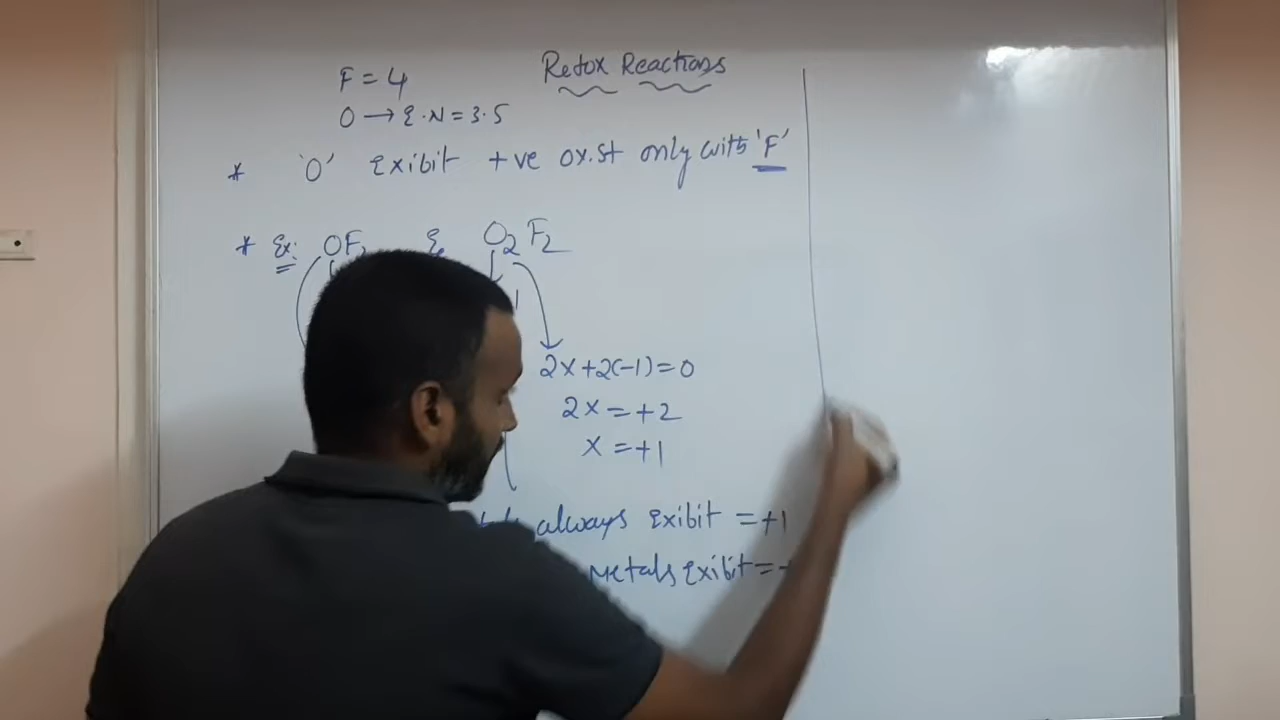 Redox Reactions
F = 4
O → E.N = 3.5
* 'O' Exibit +ve ox.st only with 'F'
* Ex: OF2 & O2F2
2x+2(-1)=0
2x = +2
x = +1
always Exibit = +1
metals Exibit =